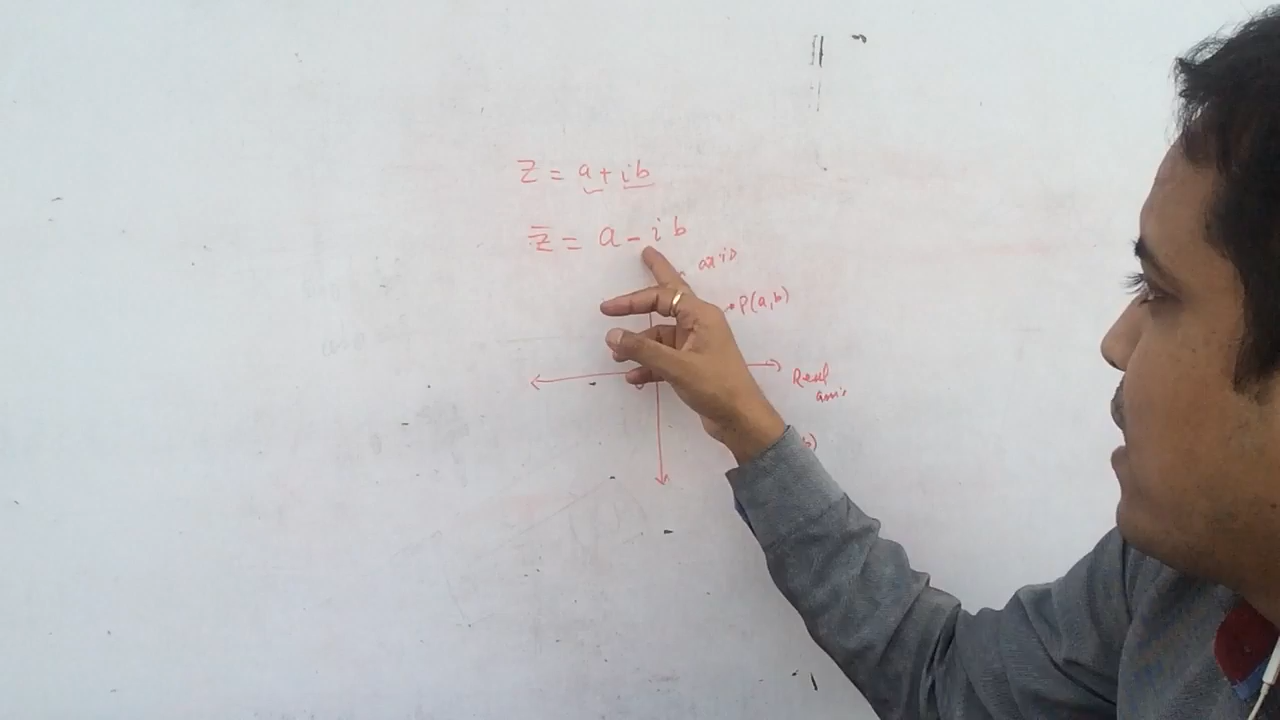 Z = a + ib
z̅ = a - ib
axis
P(a,b)
Real
axis
b)